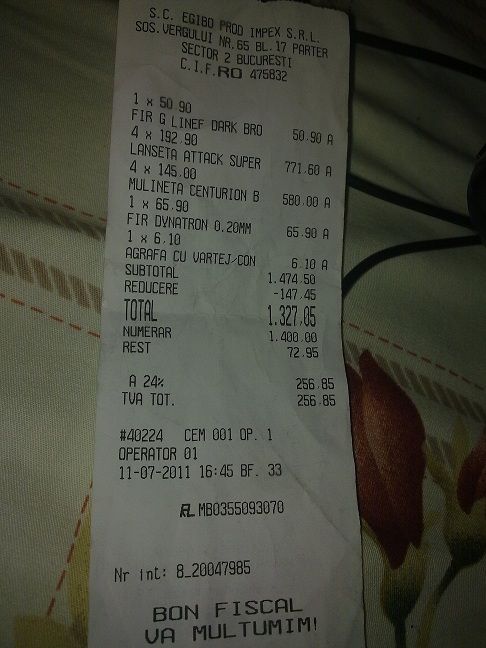 S.C. EGIBO PROD IMPEX S.R.L.
SOS.VERGULUI NR.65 BL.17 PARTER
SECTOR 2 BUCURESTI
C.I.F.RO 475832
1 x 50.90
FIR G LINEF DARK BRO 50.90 A
4 x 192.90
LANSETA ATTACK SUPER 771.60 A
4 x 145.00
MULINETA CENTURION B 580.00 A
1 x 65.90
FIR DYNATRON 0.20MM 65.90 A
1 x 6.10
AGRAFA CU VARTEJ/CON 6.10 A
SUBTOTAL 1.474.50
REDUCERE -147.45
TOTAL 1.327.05
NUMERAR 1.400.00
REST 72.95
A 24% 256.85
TVA TOT. 256.85
#40224 CEM 001 OP. 1
OPERATOR 01
11-07-2011 16:45 BF. 33
MB0355093070
Nr int: 8_20047985
BON FISCAL
VA MULTUMIM!